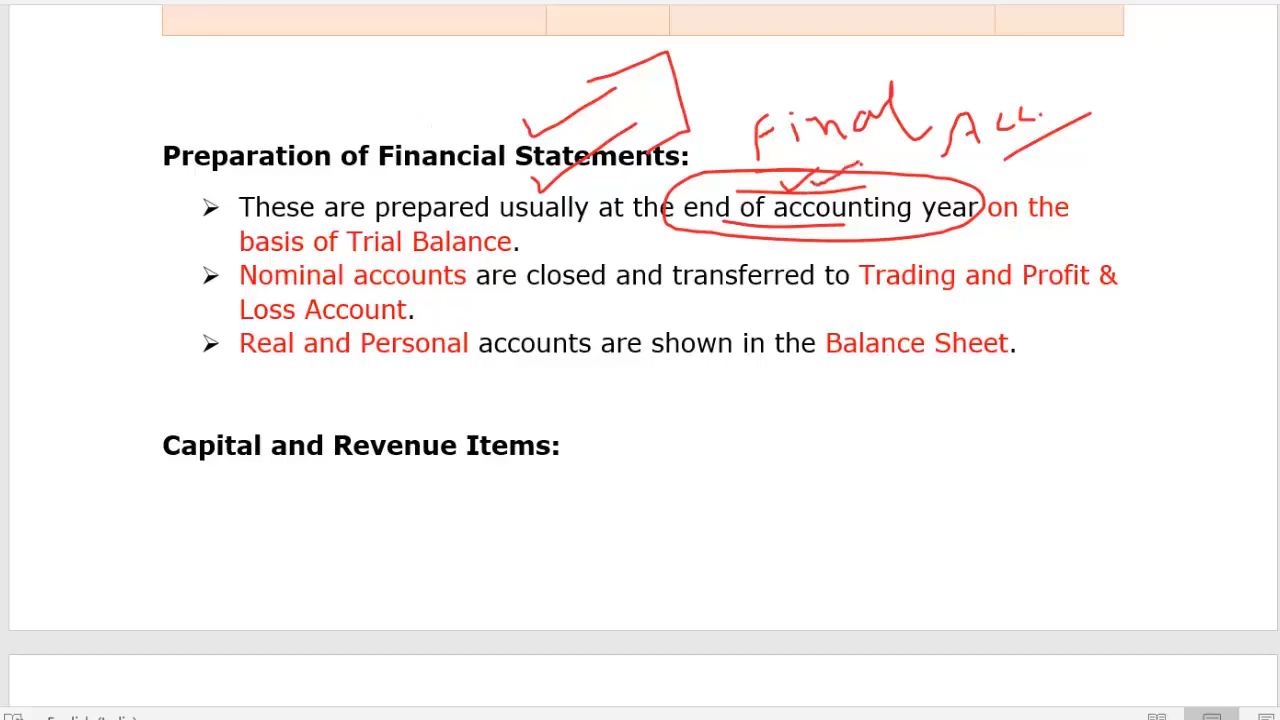 Final Acc.
Preparation of Financial Statements:
➢ These are prepared usually at the end of accounting year on the
basis of Trial Balance.
➢ Nominal accounts are closed and transferred to Trading and Profit &
Loss Account.
➢ Real and Personal accounts are shown in the Balance Sheet.
Capital and Revenue Items: